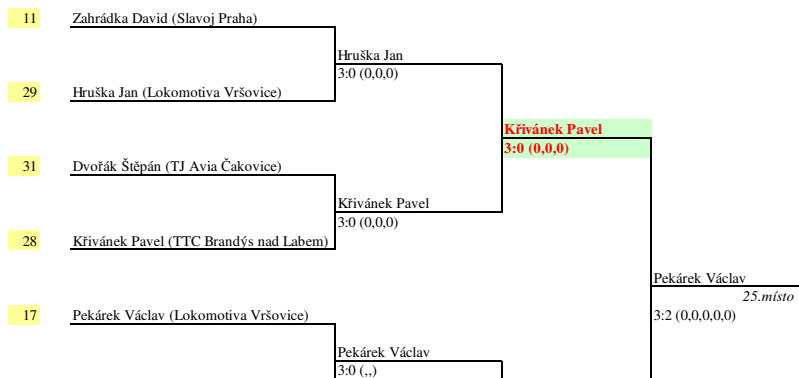 11 Zahrádka David (Slavoj Praha)
Hruška Jan
3:0 (0,0,0)
29 Hruška Jan (Lokomotiva Vršovice)
Křivánek Pavel
3:0 (0,0,0)
31 Dvořák Štěpán (TJ Avia Čakovice)
Křivánek Pavel
3:0 (0,0,0)
28 Křivánek Pavel (TTC Brandýs nad Labem)
Pekárek Václav
25.místo
17 Pekárek Václav (Lokomotiva Vršovice)
3:2 (0,0,0,0,0)
Pekárek Václav
3:0 (,,)